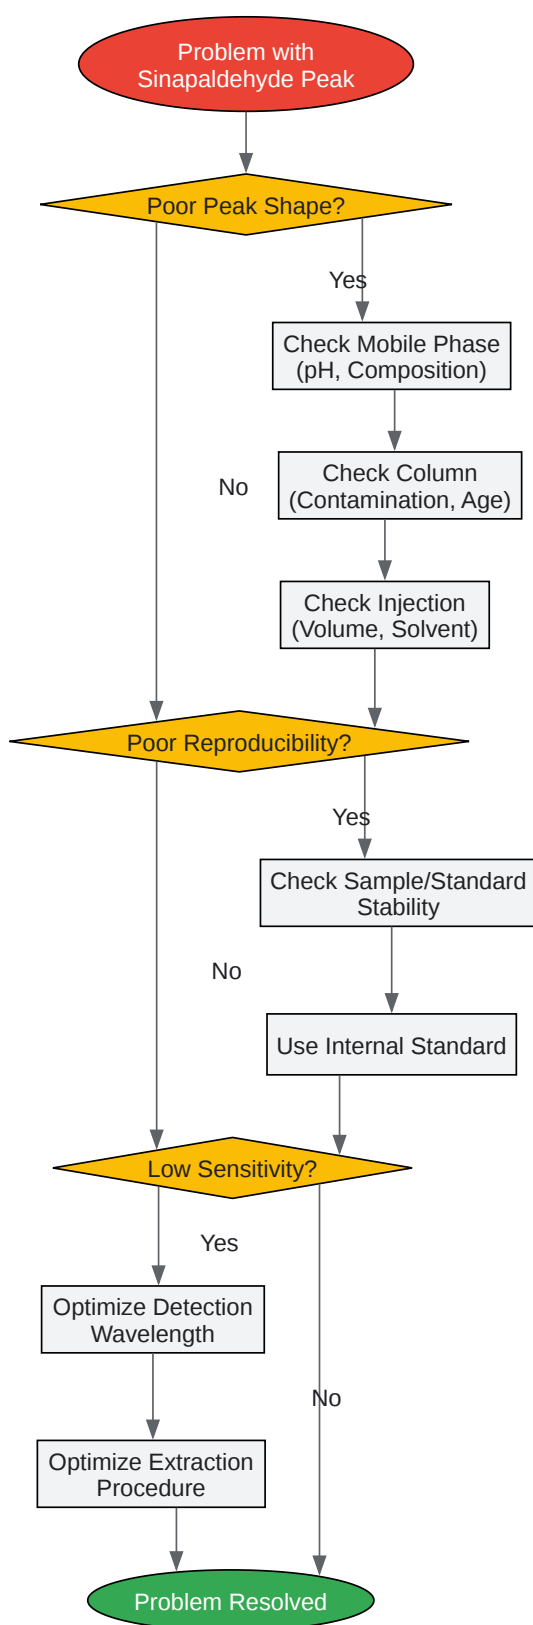 Problem with
Sinapaldehyde Peak
Poor Peak Shape?
Yes
Check Mobile Phase
(pH, Composition)
Check Column
(Contamination, Age)
No
Check Injection
(Volume, Solvent)
Poor Reproducibility?
Yes
Check Sample/Standard
Stability
No
Use Internal Standard
Low Sensitivity?
Yes
Optimize Detection
Wavelength
No
Optimize Extraction
Procedure
Problem Resolved